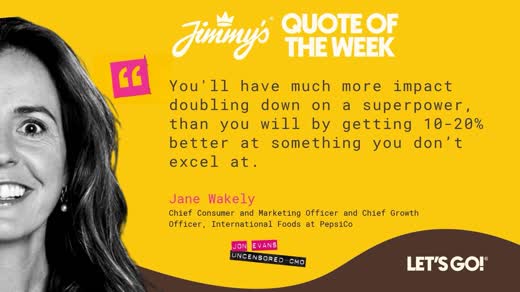 Jimmy's® QUOTE OF
THE WEEK
“
You'll have much more impact
doubling down on a superpower,
than you will by getting 10-20%
better at something you don’t
excel at.
Jane Wakely
Chief Consumer and Marketing Officer and Chief Growth
Officer, International Foods at PepsiCo
JON EVANS
UNCENSORED CMO
LET'S GO!®